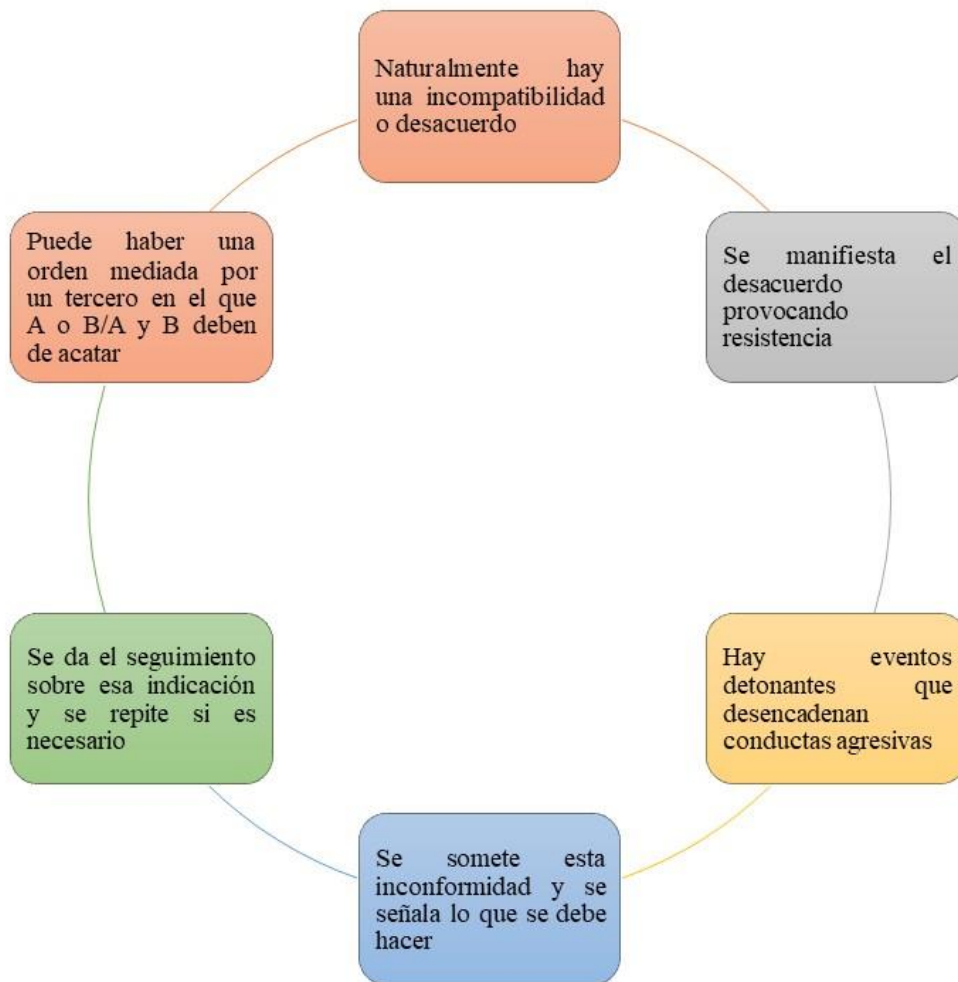 Naturalmente hay
una incompatibilidad
o desacuerdo
Se manifiesta el
desacuerdo
provocando
resistencia
Hay eventos
detonantes que
desencadenan
conductas agresivas
Se somete esta
inconformidad y se
señala lo que se debe
hacer
Se da el seguimiento
sobre esa indicación
y se repite si es
necesario
Puede haber una
orden mediada por
un tercero en el que
A o B/A y B deben
de acatar